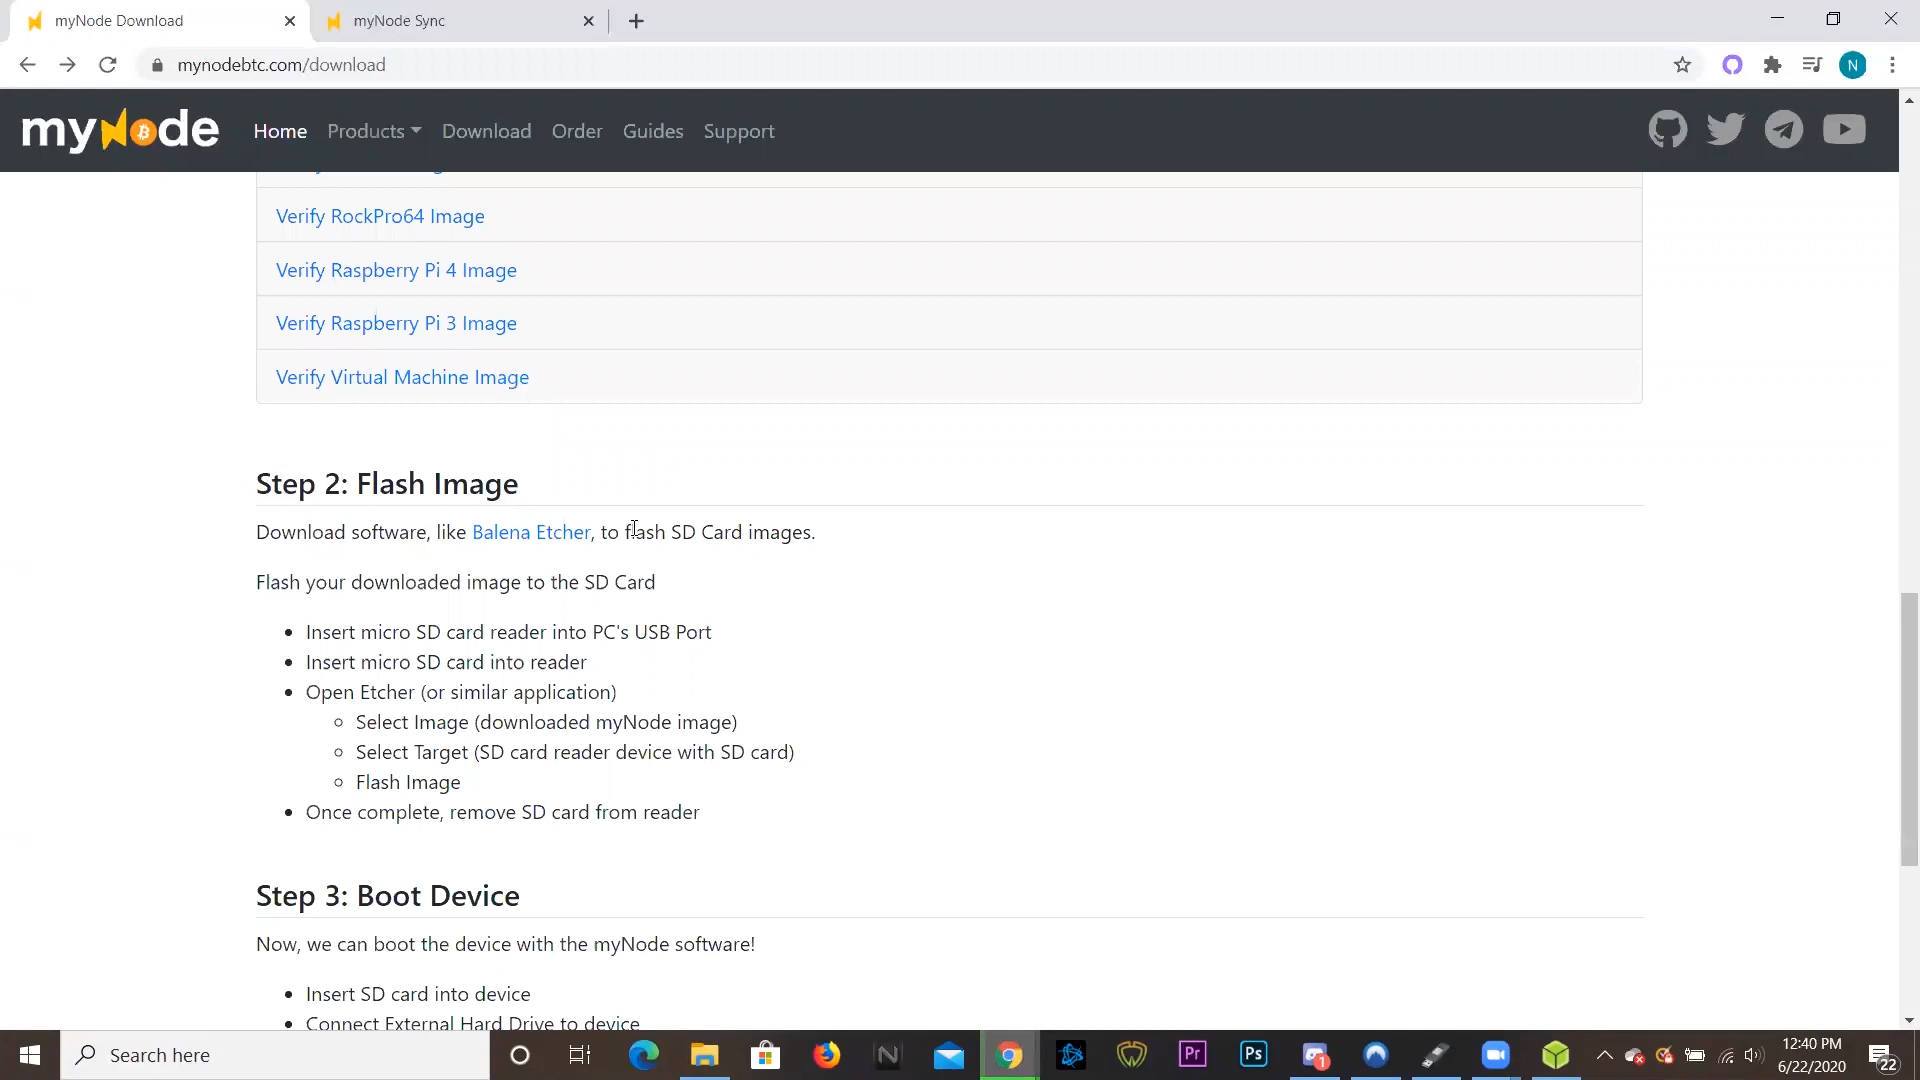 myNode Download
myNode Sync
mynodebtc.com/download
N
myNode
Home
Products
Download
Order
Guides
Support
Verify RockPro64 Image
Verify Raspberry Pi 4 Image
Verify Raspberry Pi 3 Image
Verify Virtual Machine Image
Step 2: Flash Image
Download software, like Balena Etcher, to flash SD Card images.
Flash your downloaded image to the SD Card
Insert micro SD card reader into PC's USB Port
Insert micro SD card into reader
Open Etcher (or similar application)
Select Image (downloaded myNode image)
Select Target (SD card reader device with SD card)
Flash Image
Once complete, remove SD card from reader
Step 3: Boot Device
Now, we can boot the device with the myNode software!
Insert SD card into device
Connect External Hard Drive to device
Search here
N
Pr
Ps
1
12:40 PM
6/22/2020
22